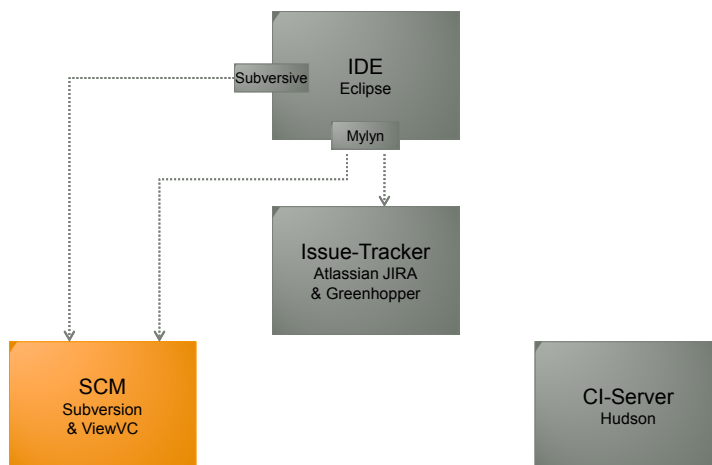 IDE
Eclipse
Subversive
Mylyn
Issue-Tracker
Atlassian JIRA
& Greenhopper
SCM
Subversion
& ViewVC
CI-Server
Hudson